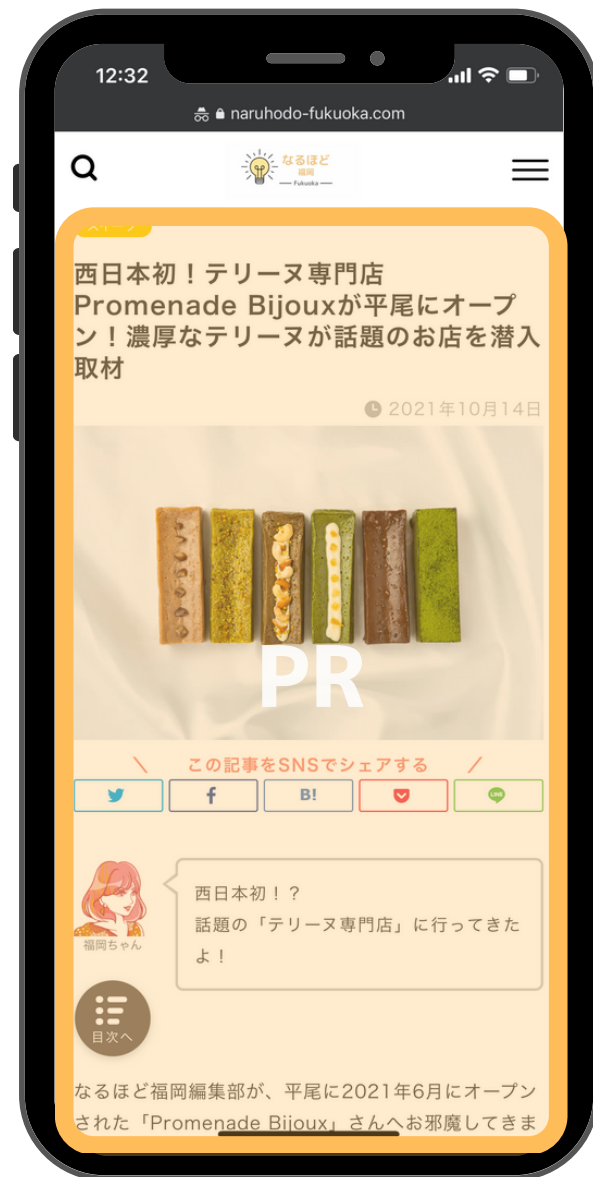 12:32
naruhodo-fukuoka.com
なるほど
福岡
Fukuoka
西日本初！テリーヌ専門店
Promenade Bijouxが平尾にオープ
ン！濃厚なテリーヌが話題のお店を潜入
取材
2021年10月14日
PR
\ この記事をSNSでシェアする /
B!
LINE
西日本初！？
話題の「テリーヌ専門店」に行ってきた
よ！
福岡ちゃん
目次へ
なるほど福岡編集部が、平尾に2021年6月にオープン
された「Promenade Bijoux」さんへお邪魔してきま